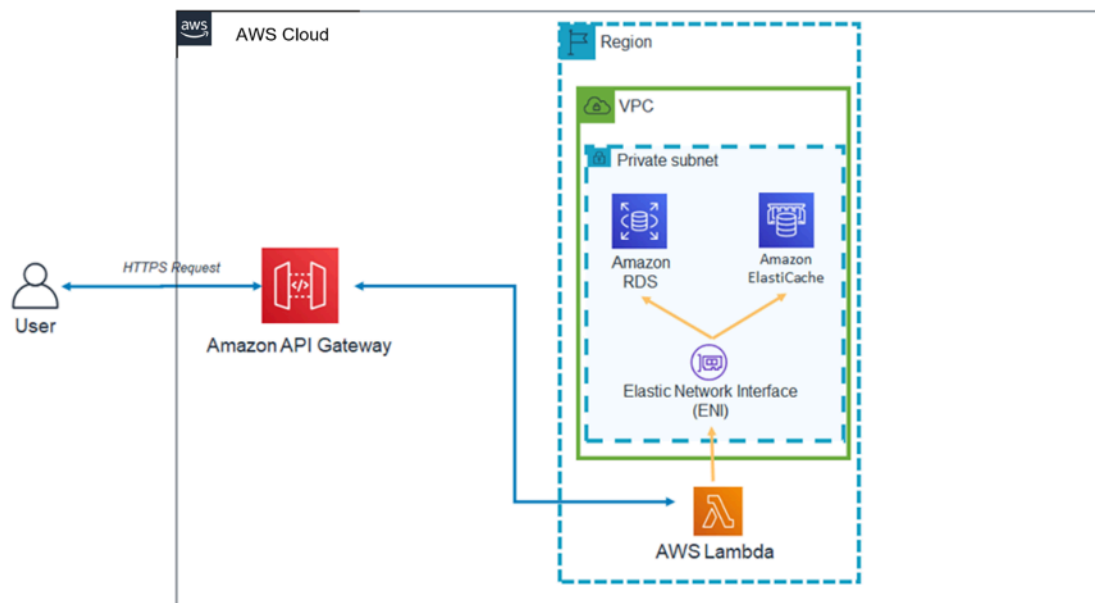 aws
AWS Cloud
Region
VPC
Private subnet
Amazon
RDS
Amazon
ElastiCache
HTTPS Request
</>
User
Amazon API Gateway
Elastic Network Interface
(ENI)
AWS Lambda